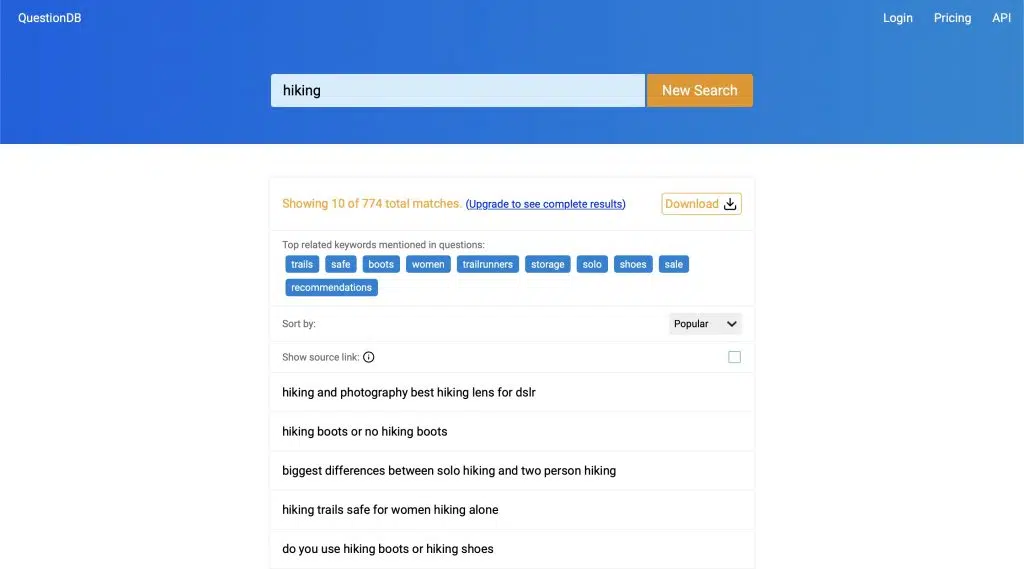 QuestionDB
Login Pricing API
hiking
New Search
Showing 10 of 774 total matches. (Upgrade to see complete results)
Download
Top related keywords mentioned in questions:
trails safe boots women trailrunners storage solo shoes sale
recommendations
Sort by:
Popular
Show source link:
hiking and photography best hiking lens for dslr
hiking boots or no hiking boots
biggest differences between solo hiking and two person hiking
hiking trails safe for women hiking alone
do you use hiking boots or hiking shoes